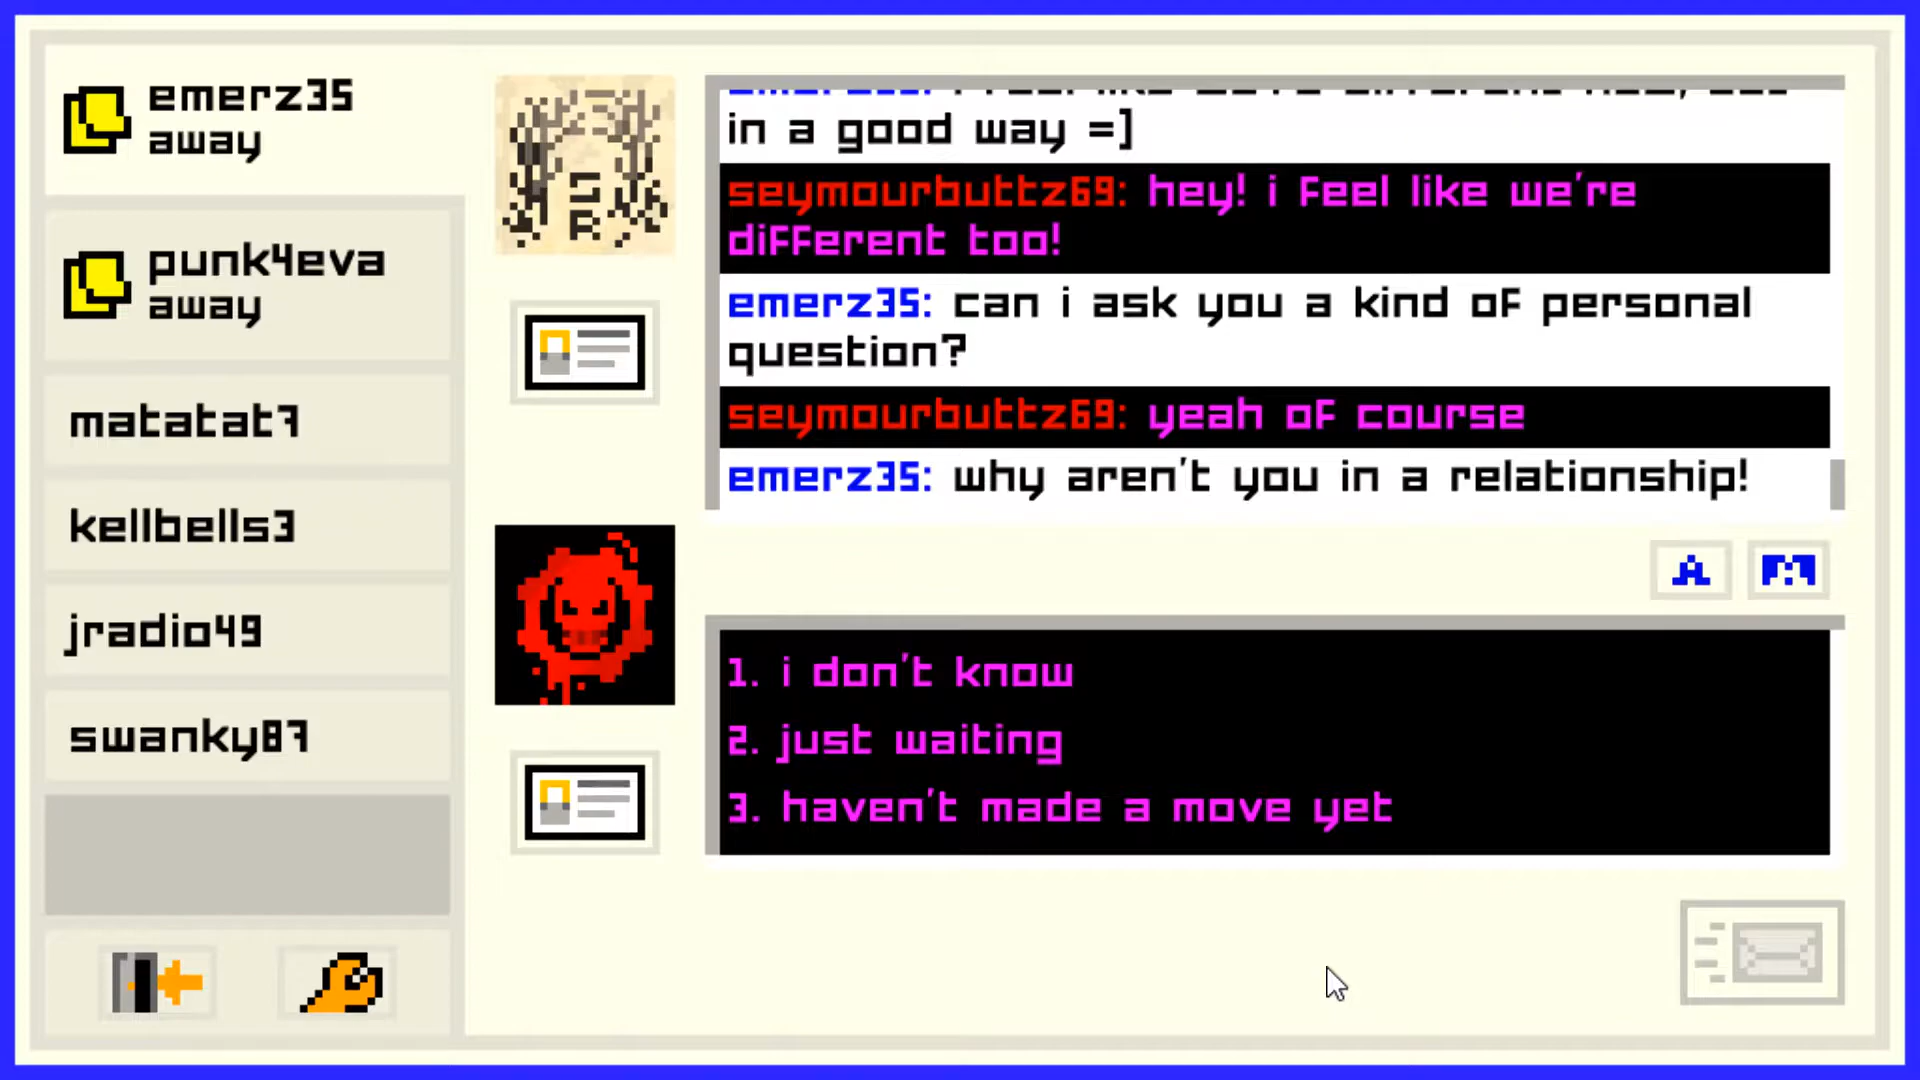 emerz35
away
punk4eva
away
matatat7
kellbells3
jradio49
swanky87
S
R
in a good way =]
seymourbuttz69: hey! i feel like we're
different too!
emerz35: can i ask you a kind of personal
question?
seymourbuttz69: yeah of course
emerz35: why aren't you in a relationship!
A
1. i don't know
2. just waiting
3. haven't made a move yet